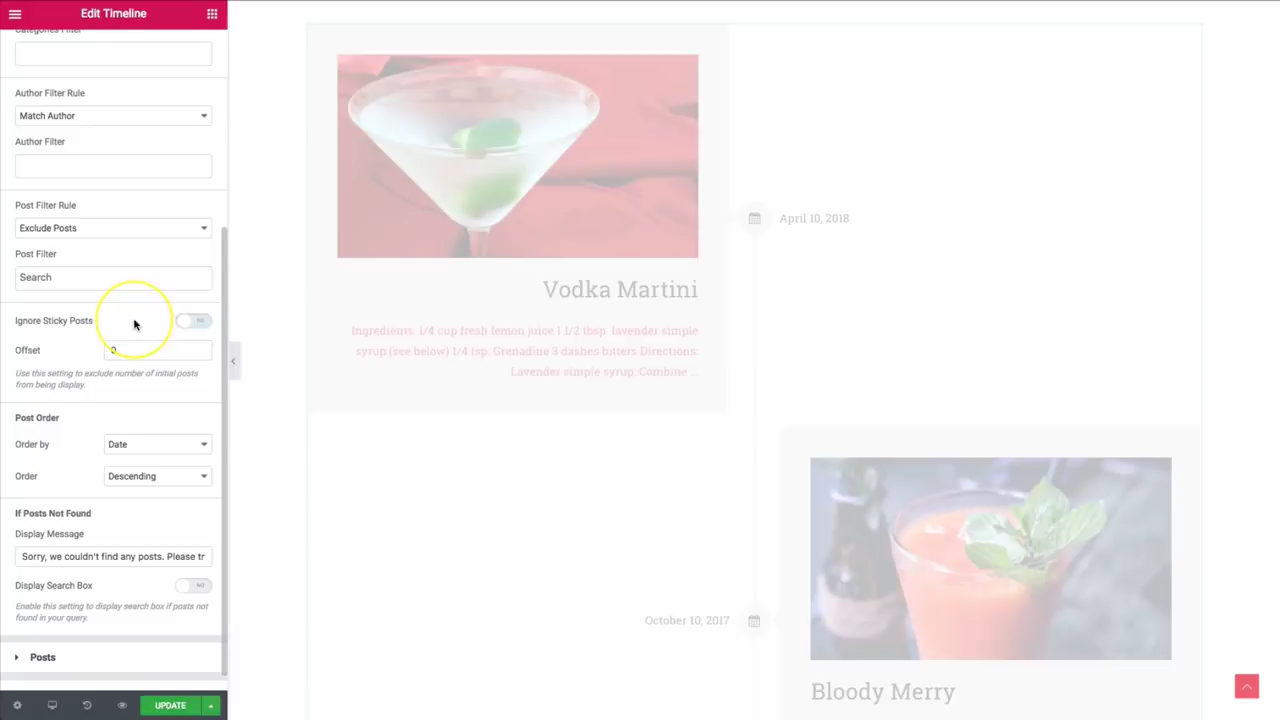 Edit Timeline
Categories Filter
Author Filter Rule
Match Author
Author Filter
Post Filter Rule
Exclude Posts
Post Filter
Search
Ignore Sticky Posts
NO
Offset
0
Use this setting to exclude number of initial posts
from being display.
Post Order
Order by
Date
Order
Descending
If Posts Not Found
Display Message
Sorry, we couldn't find any posts. Please tr
Display Search Box
NO
Enable this setting to display search box if posts not
found in your query.
Posts
UPDATE
April 10, 2018
Vodka Martini
Ingredients: 1/4 cup fresh lemon juice 1 1/2 tbsp. lavender simple
syrup (see below) 1/4 tsp. Grenadine 3 dashes bitters Directions:
Lavender simple syrup. Combine ...
October 10, 2017
Bloody Merry